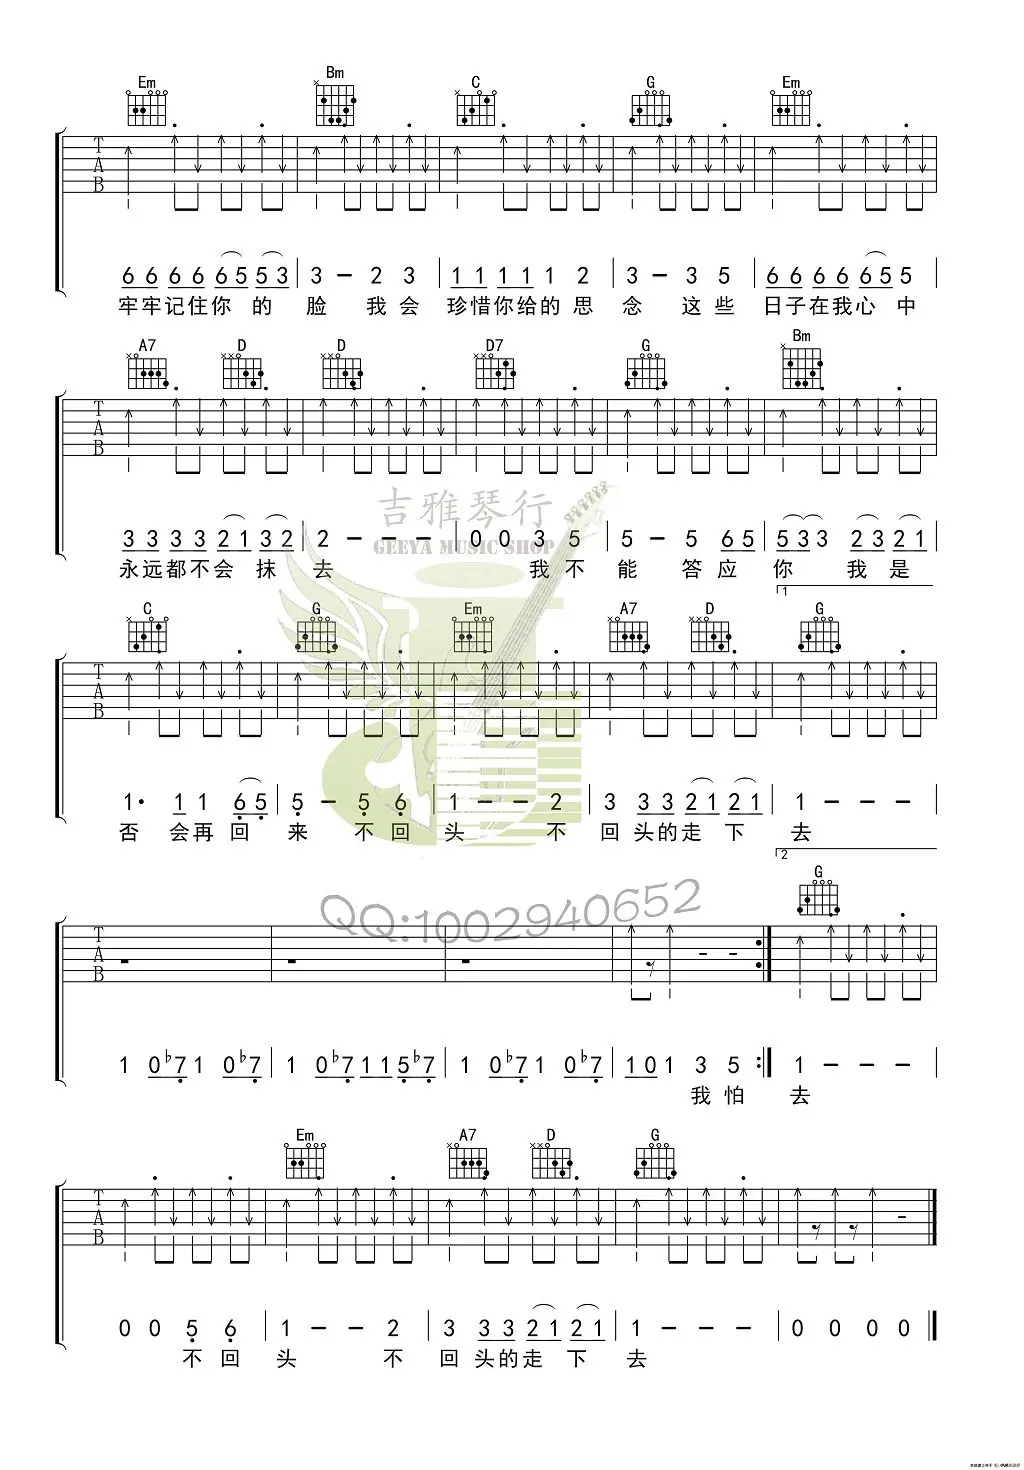 Em Bm C G Em
T A B
6 6 6 6 6 5 5 3 | 3 - 2 3 | 1 1 1 1 1 2 | 3 - 3 5 | 6 6 6 6 6 5 5 |
牢牢记住你 的 脸 我会 珍惜你给的思 念 这些 日子在我心中
A7 D D D7 G Bm
T A B
吉雅琴行
3 3 3 3 2 1 3 2 | 2 - - - | 0 0 3 5 | 5 - 5 6 5 | 5 3 3 2 3 2 1 |
GEEYA MUSIC SHOP
永远都不会 抹 去 我不 能 答应 你 我是
1
C G Em A7 D G
T A B
1· 1 1 6 5 | 5 - 5 6 | 1 - - 2 | 3 3 3 2 1 2 1 | 1 - - - |
否 会再回 来 不回 头 不 回头的走下 去
2
G
QQ:1002940652
T A B
1 0 ♭7 1 0 ♭7 | 1 0 ♭7 1 1 5 ♭7 | 1 0 ♭7 1 0 ♭7 | 1 0 1 3 5 :| 1 - - - |
我怕 去
Em A7 D G
T A B
0 0 5 6 | 1 - - 2 | 3 3 3 2 1 2 1 | 1 - - - | 0 0 0 0 |
不回 头 不 回头的走下 去